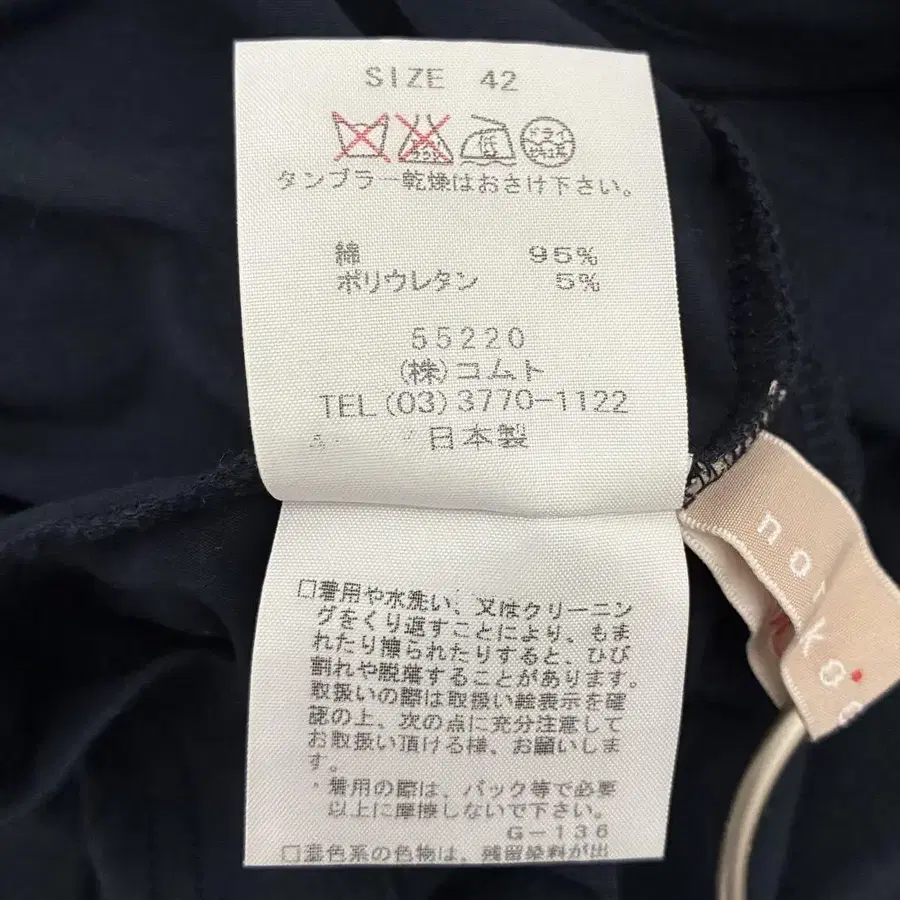 SIZE 42
エンソ
低
ドライ
タンブラー乾燥はおさけ下さい。
綿 95%
ポリウレタン 5%
55220
(株)コムト
TEL(03)3770-1122
日本製
□着用や水洗い、又はクリーニン
グをくり返すことにより、もま
れたり擦られたりすると、ひび
割れや脱落することがあります。
取扱いの際は取扱い絵表示を確
認の上、次の点に充分注意して
お取扱い頂ける様、お願いしま
す。
・着用の際は、バック等で必要
以上に摩擦しないで下さい。
G-136
□濃色系の色物は、残留染料が出